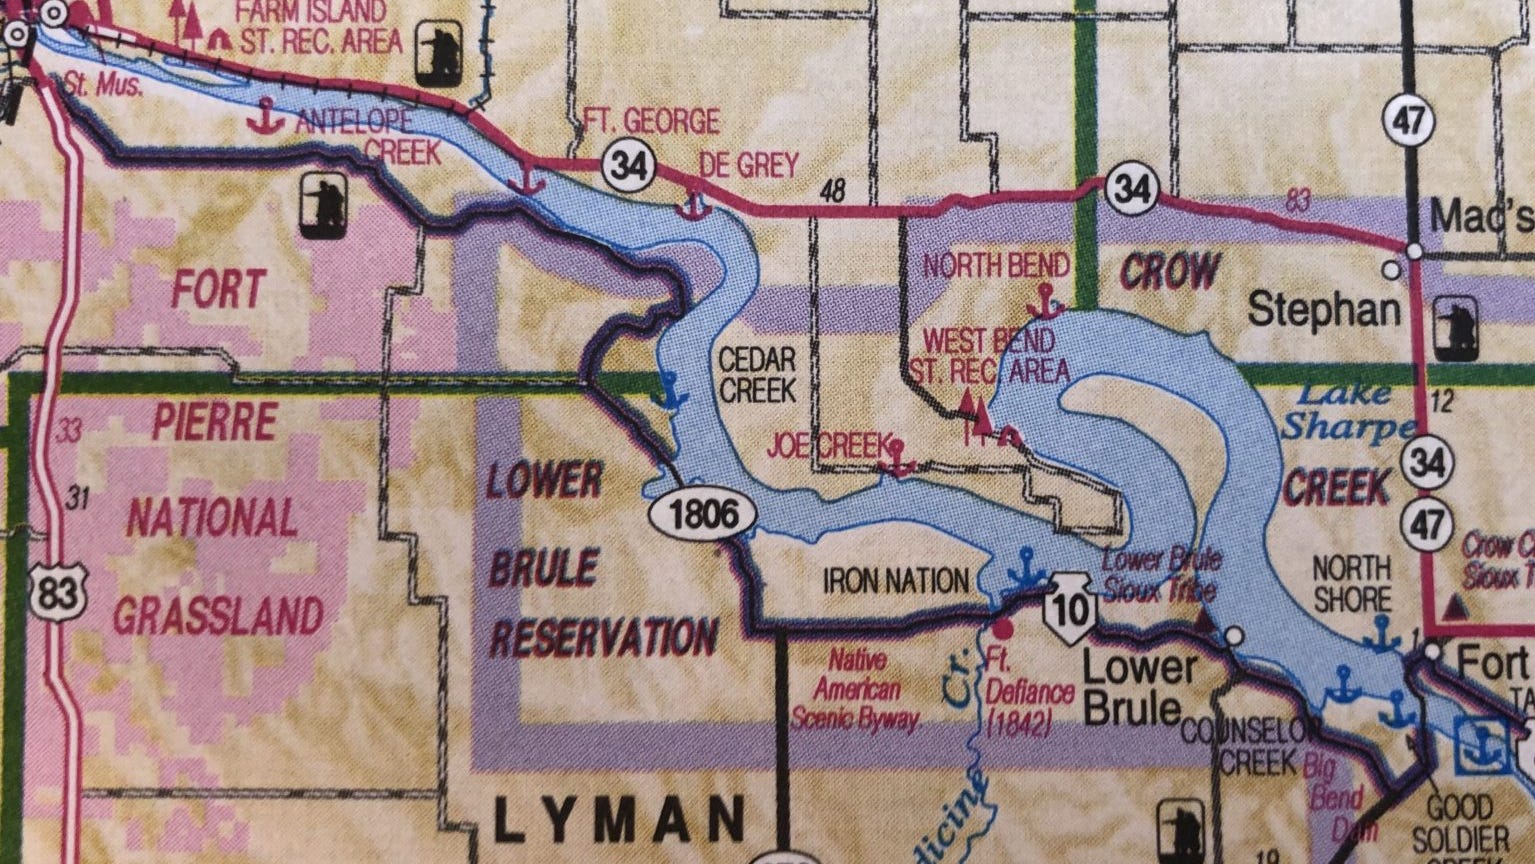 FARM ISLAND
ST. REC. AREA
St. Mus.
ANTELOPE
CREEK
FT. GEORGE
34
DE GREY
48
34
83
47
Mac's
NORTH BEND
CROW
Stephan
WEST BEND
ST. REC. AREA
FORT
PIERRE
NATIONAL
GRASSLAND
33
31
83
CEDAR
CREEK
JOE CREEK
Lake
Sharpe
12
34
CREEK
47
LOWER
BRULE
RESERVATION
1806
IRON NATION
10
Lower Brule
Sioux Tribe
NORTH
SHORE
Crow C
Sioux T
1
Fort
TA
Native
American
Scenic Byway
Cr.
Ft.
Defiance
(1842)
Lower
Brule
COUNSELOR
CREEK
Big
Bend
Dam
GOOD
SOLDIER
LYMAN
dicine
19